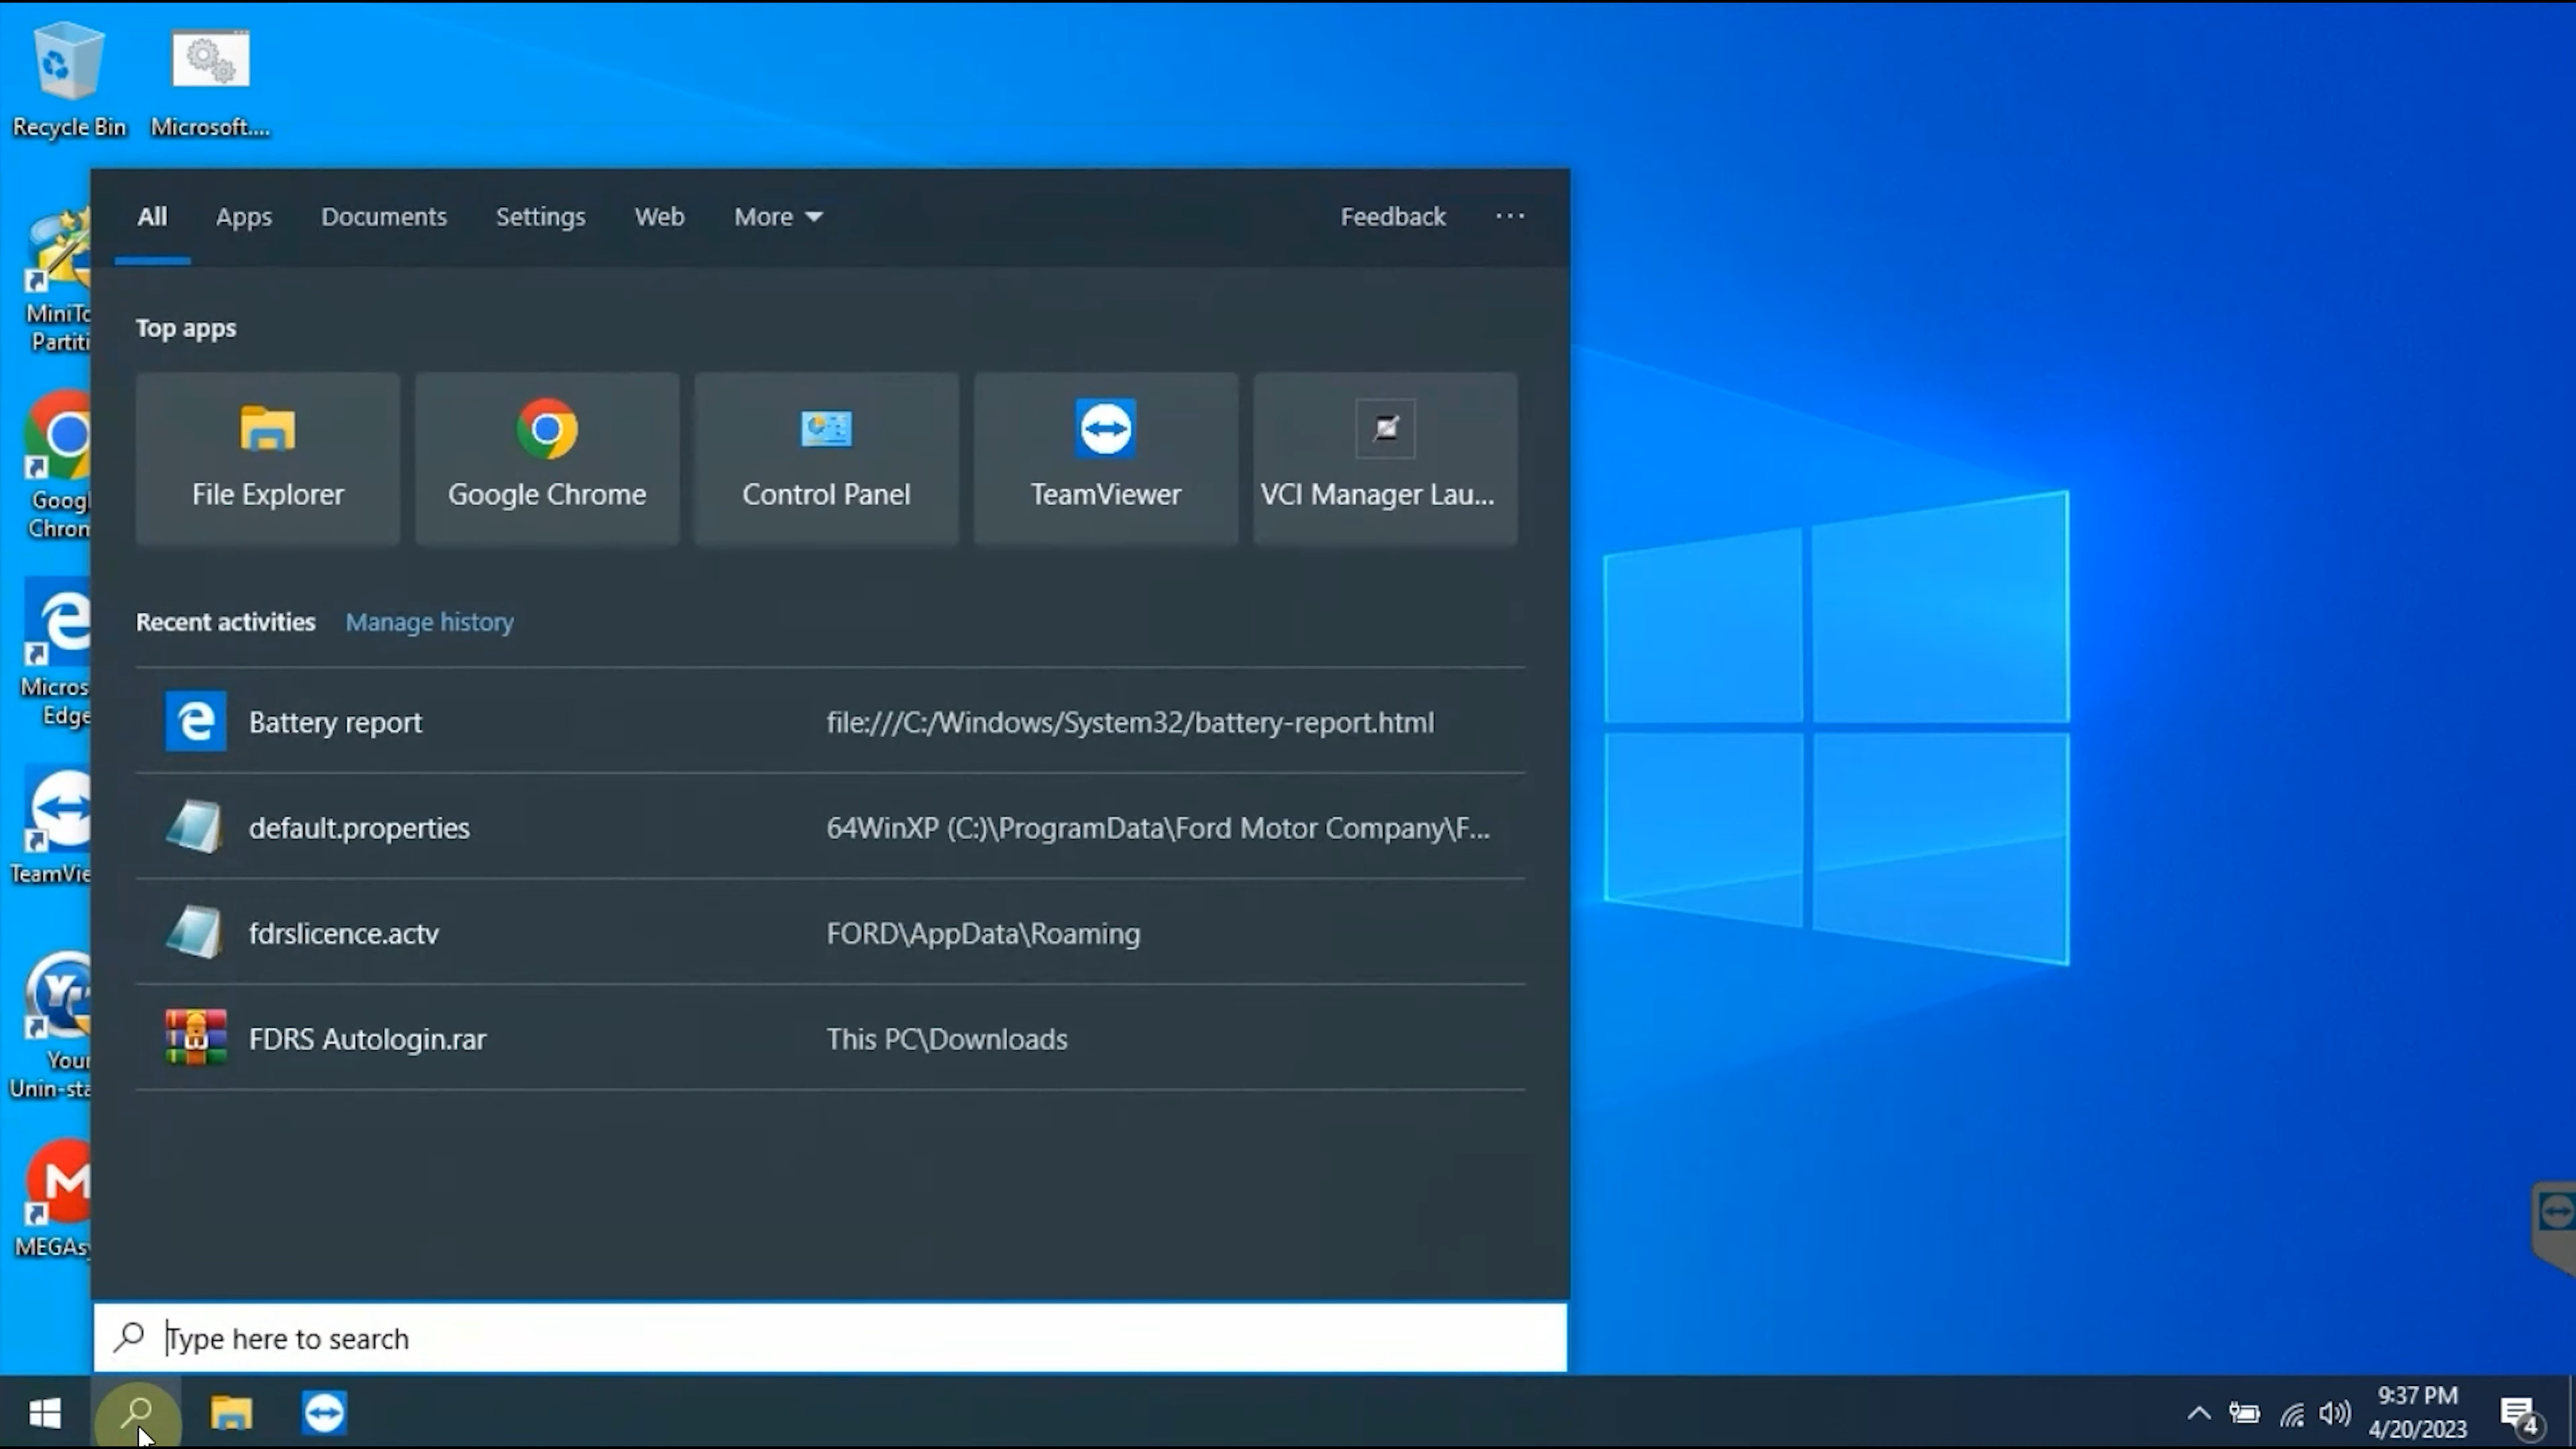 Recycle Bin
Microsoft....
MiniTo
Partiti
Googl
Chrom
Micros
Edge
TeamVie
Your
Unin-sta
MEGAsy
All
Apps
Documents
Settings
Web
More
Feedback
...
Top apps
File Explorer
Google Chrome
Control Panel
TeamViewer
VCI Manager Lau...
Recent activities
Manage history
Battery report
file:///C:/Windows/System32/battery-report.html
default.properties
64WinXP (C:)\ProgramData\Ford Motor Company\F...
fdrslicence.actv
FORD\AppData\Roaming
FDRS Autologin.rar
This PC\Downloads
Type here to search
9:37 PM
4/20/2023
4